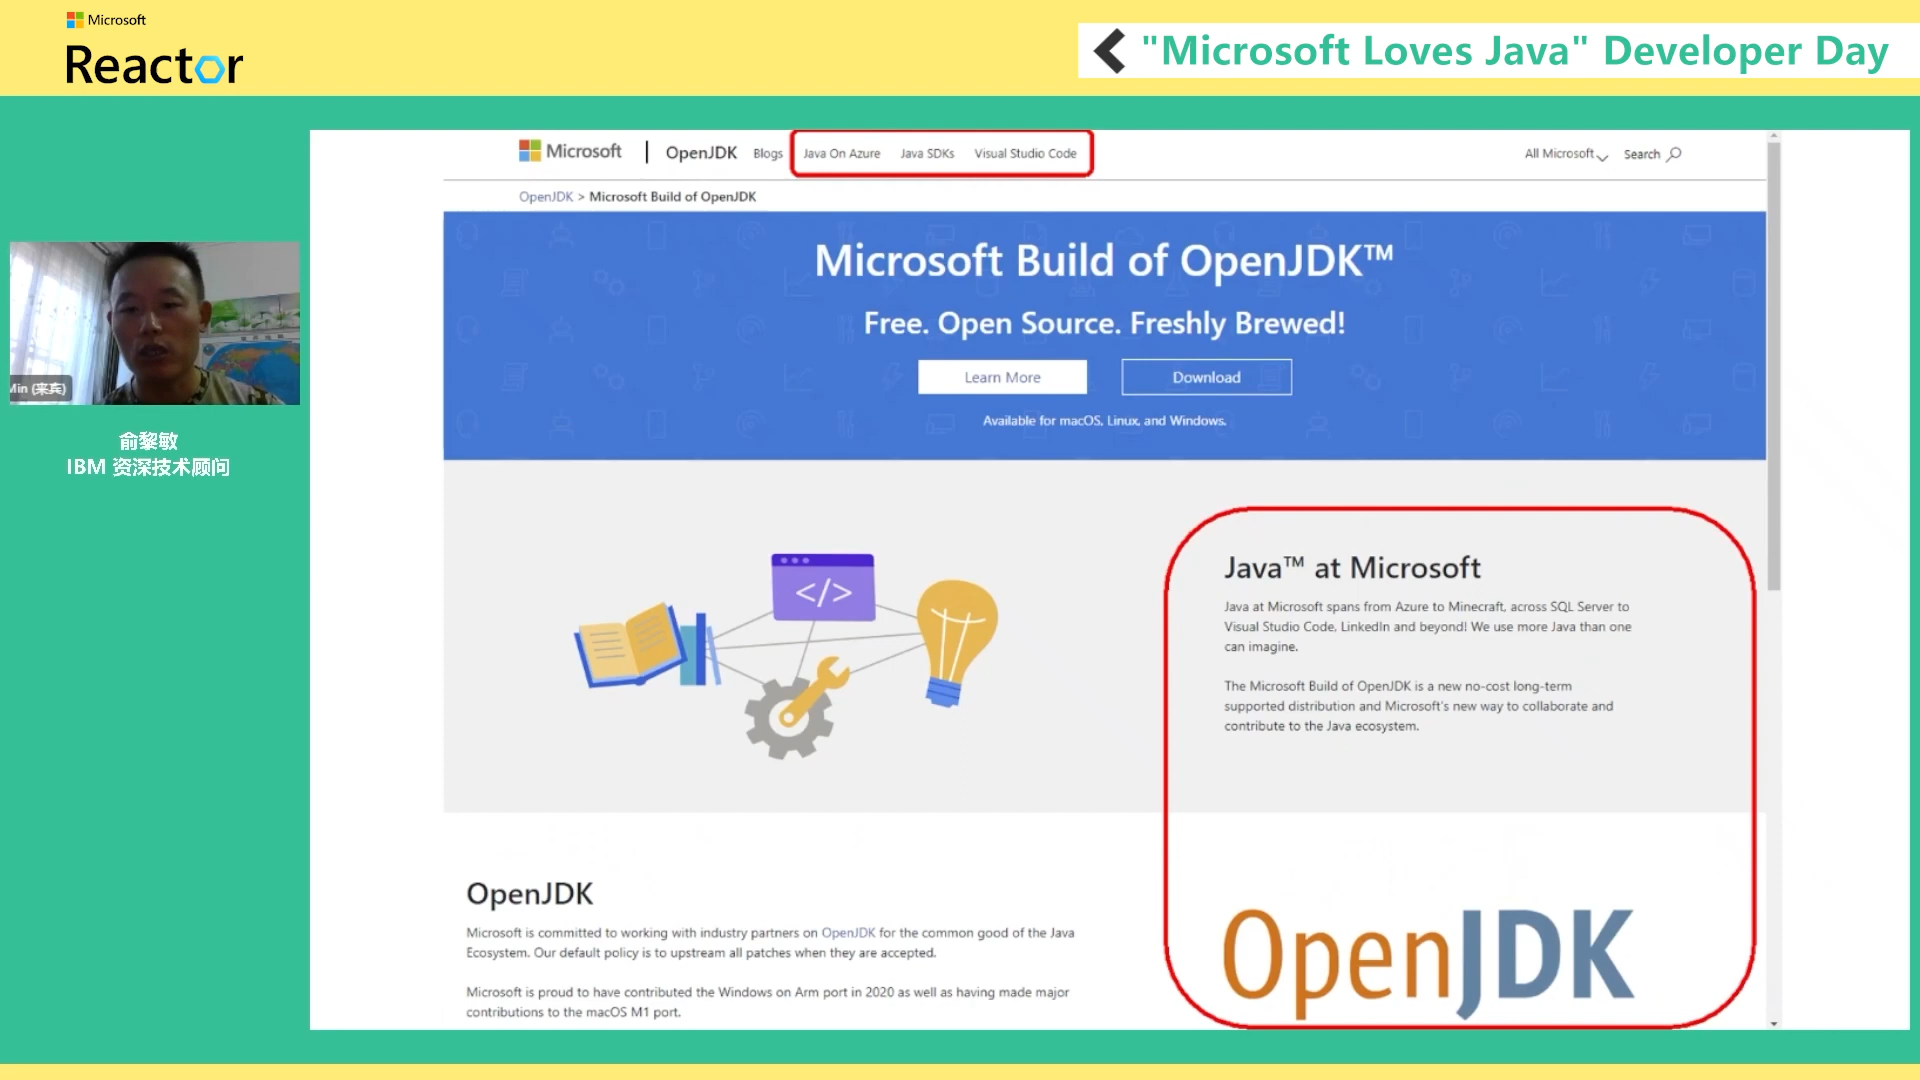 Microsoft
Reactor
"Microsoft Loves Java" Developer Day
Microsoft | OpenJDK Blogs Java On Azure Java SDKs Visual Studio Code All Microsoft Search
OpenJDK > Microsoft Build of OpenJDK
Microsoft Build of OpenJDK™
Free. Open Source. Freshly Brewed!
Learn More Download
Available for macOS, Linux, and Windows.
Min (来宾)
俞黎敏
IBM 资深技术顾问
</>
Java™ at Microsoft
Java at Microsoft spans from Azure to Minecraft, across SQL Server to
Visual Studio Code, LinkedIn and beyond! We use more Java than one
can imagine.
The Microsoft Build of OpenJDK is a new no-cost long-term
supported distribution and Microsoft's new way to collaborate and
contribute to the Java ecosystem.
OpenJDK
Microsoft is committed to working with industry partners on OpenJDK for the common good of the Java
Ecosystem. Our default policy is to upstream all patches when they are accepted.
Microsoft is proud to have contributed the Windows on Arm port in 2020 as well as having made major
contributions to the macOS M1 port.
OpenJDK